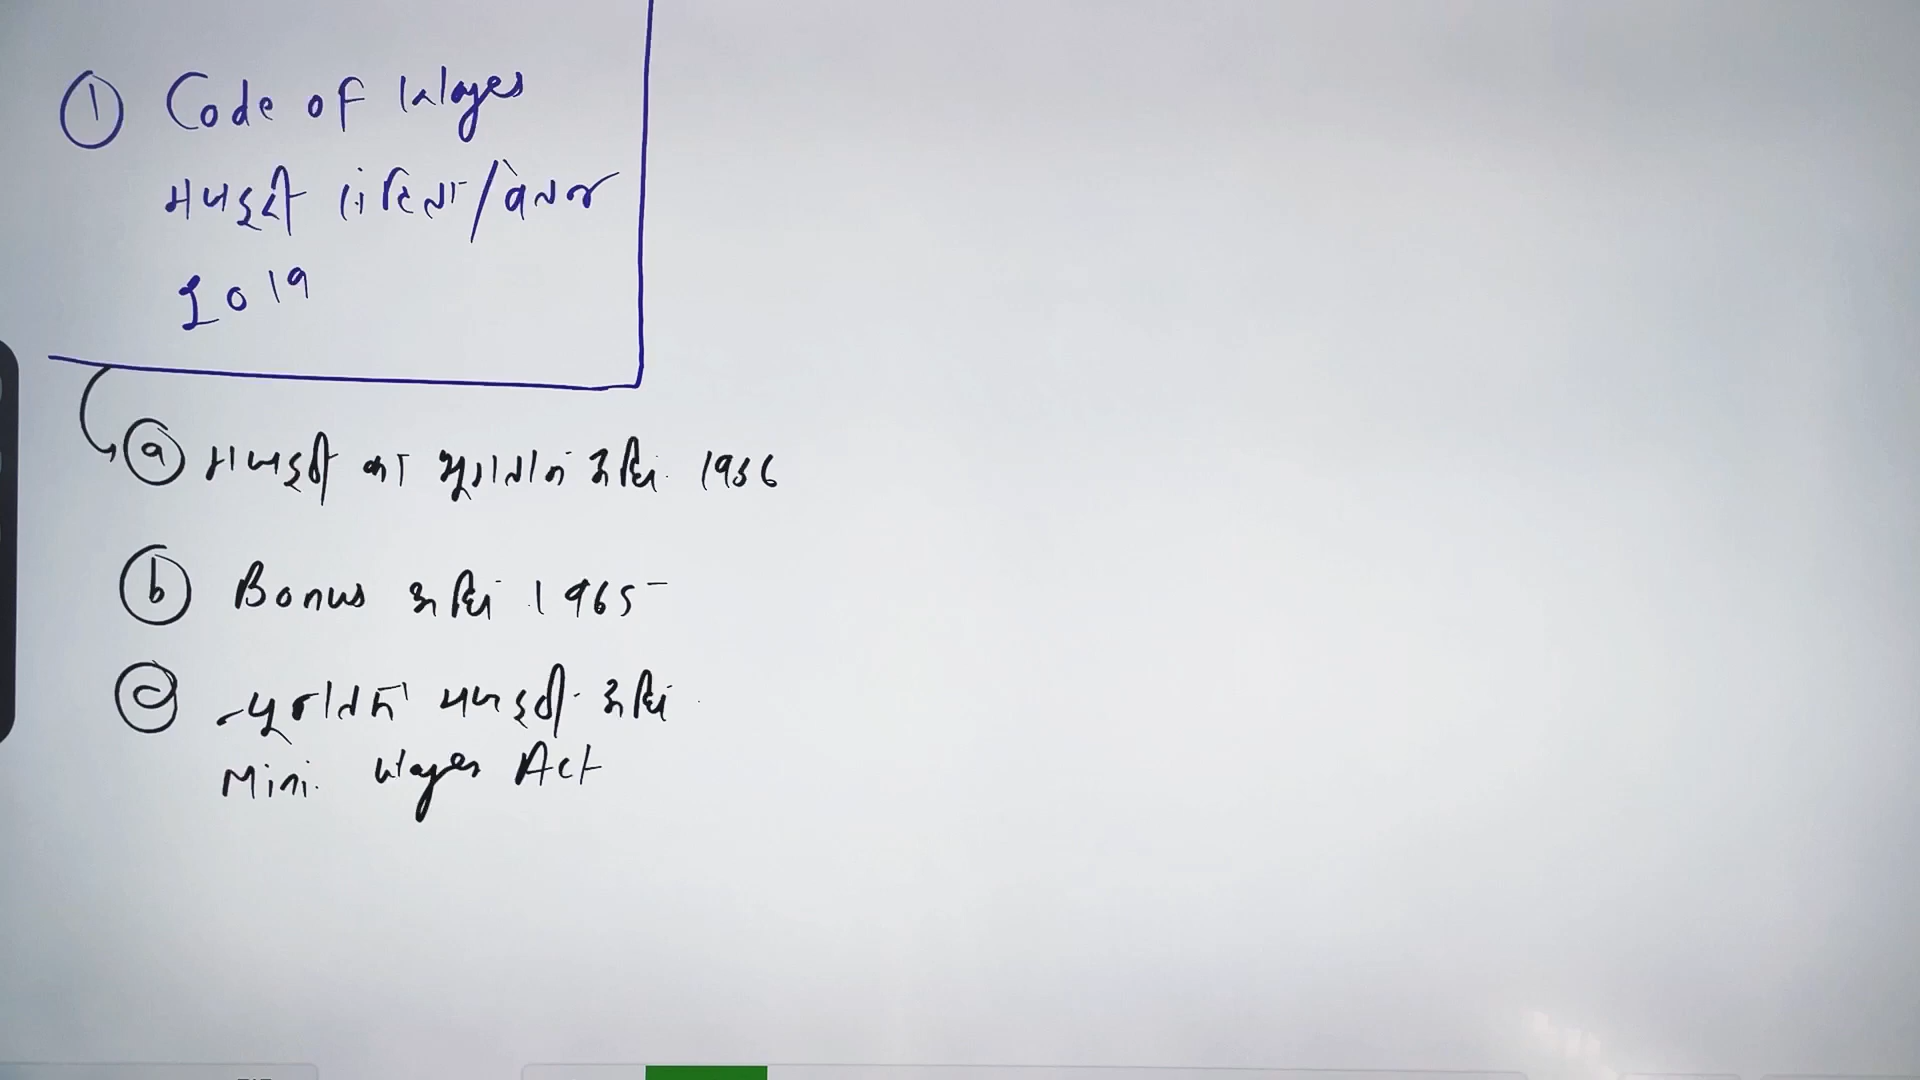 ① Code of Wages
मजदूरी संहिता/वेतन
2019
ⓐ मजदूरी का भुगतान अधि. 1936
ⓑ Bonus अधि 1965
ⓒ न्यूनतम मजदूरी अधि
Mini. Wages Act